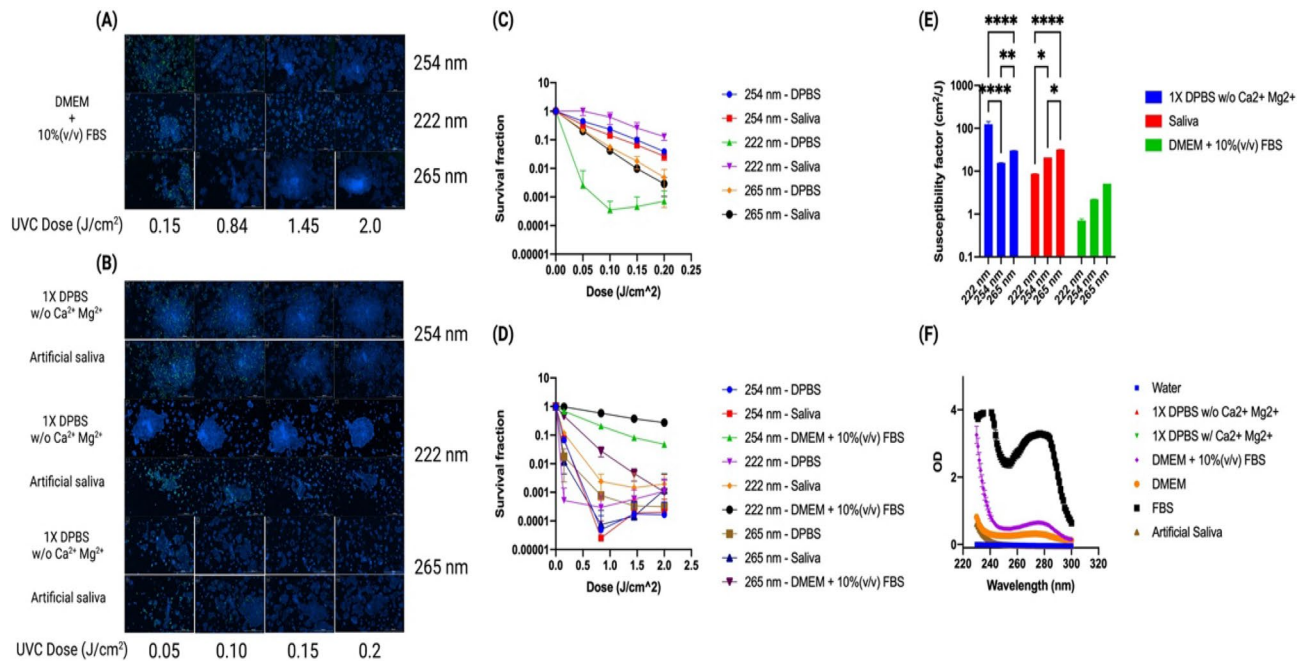 (A)
DMEM
+
10%(v/v) FBS
254 nm
222 nm
265 nm
UVC Dose (J/cm²) 0.15 0.84 1.45 2.0
(B)
1X DPBS
w/o Ca²⁺ Mg²⁺
Artificial saliva
254 nm
1X DPBS
w/o Ca²⁺ Mg²⁺
Artificial saliva
222 nm
1X DPBS
w/o Ca²⁺ Mg²⁺
Artificial saliva
265 nm
UVC Dose (J/cm²) 0.05 0.10 0.15 0.2
(C)
Survival fraction
10
1
0.1
0.01
0.001
0.0001
0.00001
0.00 0.05 0.10 0.15 0.20 0.25
Dose (J/cm^2)
254 nm - DPBS
254 nm - Saliva
222 nm - DPBS
222 nm - Saliva
265 nm - DPBS
265 nm - Saliva
(D)
Survival fraction
10
1
0.1
0.01
0.001
0.0001
0.00001
0.0 0.5 1.0 1.5 2.0 2.5
Dose (J/cm^2)
254 nm - DPBS
254 nm - Saliva
254 nm - DMEM + 10%(v/v) FBS
222 nm - DPBS
222 nm - Saliva
222 nm - DMEM + 10%(v/v) FBS
265 nm - DPBS
265 nm - Saliva
265 nm - DMEM + 10%(v/v) FBS
(E)
**** ****
** *
**** *
Susceptibility factor (cm²/J)
1000
100
10
1
0.1
222 nm 254 nm 265 nm 222 nm 254 nm 265 nm 222 nm 254 nm 265 nm
1X DPBS w/o Ca2+ Mg2+
Saliva
DMEM + 10%(v/v) FBS
(F)
OD
4
2
0
220 240 260 280 300 320
Wavelength (nm)
Water
1X DPBS w/o Ca2+ Mg2+
1X DPBS w/ Ca2+ Mg2+
DMEM + 10%(v/v) FBS
DMEM
FBS
Artificial Saliva